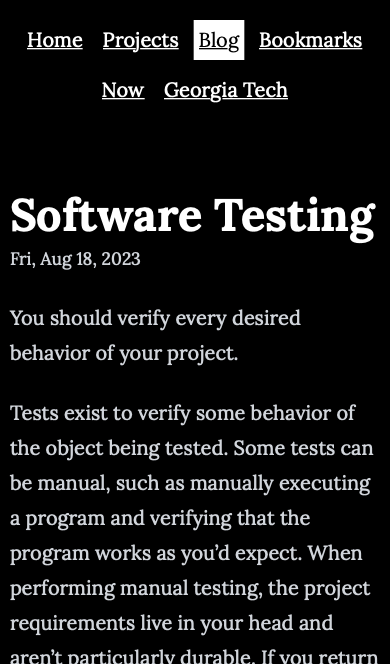 Home Projects Blog Bookmarks
Now Georgia Tech
Software Testing
Fri, Aug 18, 2023
You should verify every desired
behavior of your project.
Tests exist to verify some behavior of
the object being tested. Some tests can
be manual, such as manually executing
a program and verifying that the
program works as you’d expect. When
performing manual testing, the project
requirements live in your head and
aren’t particularly durable. If you return